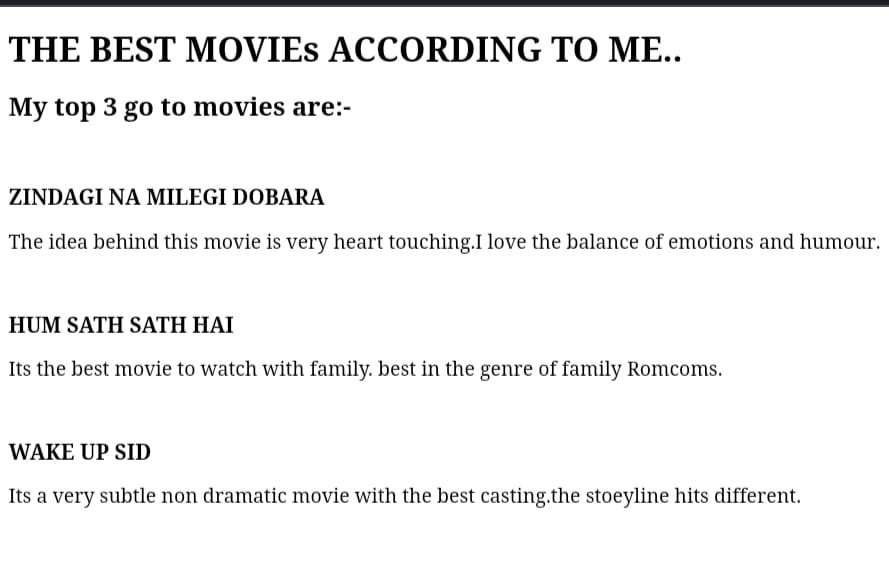 THE BEST MOVIEs ACCORDING TO ME..
My top 3 go to movies are:-
ZINDAGI NA MILEGI DOBARA
The idea behind this movie is very heart touching.I love the balance of emotions and humour.
HUM SATH SATH HAI
Its the best movie to watch with family. best in the genre of family Romcoms.
WAKE UP SID
Its a very subtle non dramatic movie with the best casting.the stoeyline hits different.